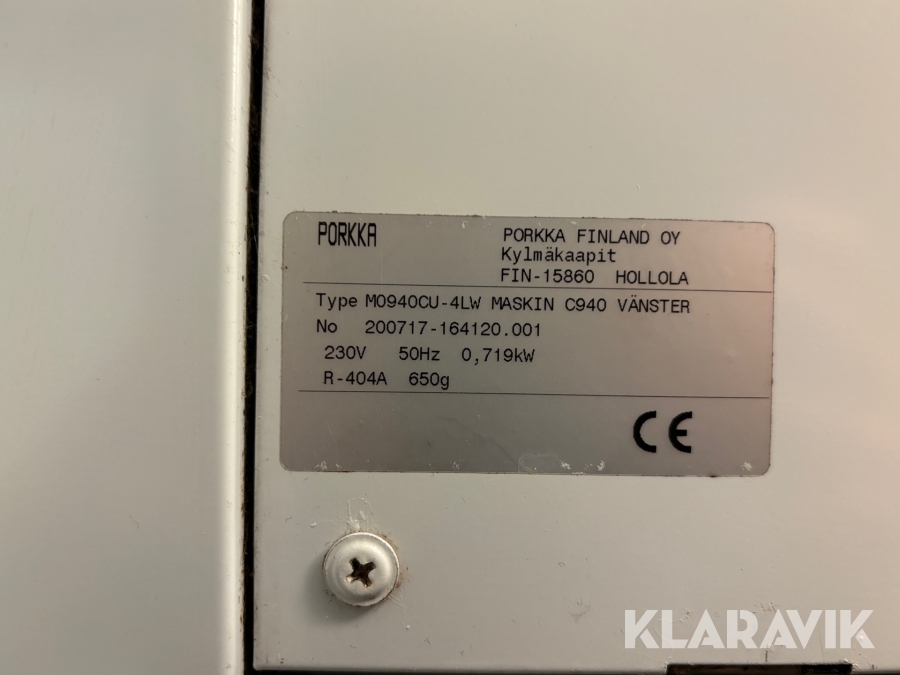 PORKKA
PORKKA FINLAND OY
Kylmäkaapit
FIN-15860 HOLLOLA
Type MO940CU-4LW MASKIN C940 VÄNSTER
No 200717-164120.001
230V 50Hz 0,719kW
R-404A 650g
CE
KLARAVIK